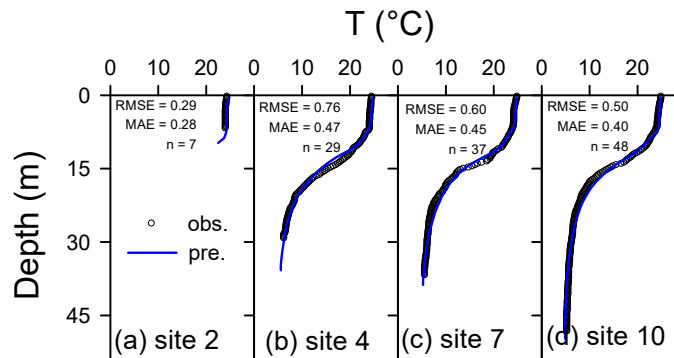 T (°C)
0 10 20 0 10 20 0 10 20 0 10 20
0
15
30
45
Depth (m)
RMSE = 0.29
MAE = 0.28
n = 7
obs.
pre.
(a) site 2
RMSE = 0.76
MAE = 0.47
n = 29
(b) site 4
RMSE = 0.60
MAE = 0.45
n = 37
(c) site 7
RMSE = 0.50
MAE = 0.40
n = 48
(d) site 10